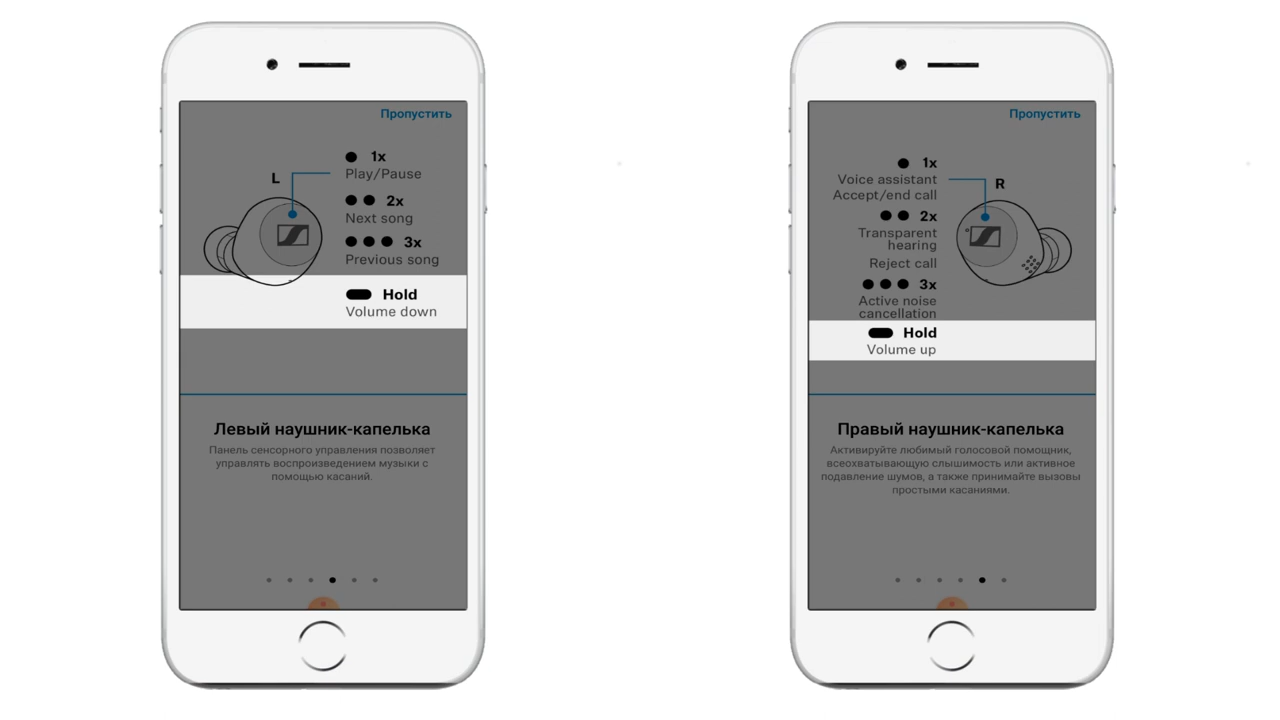 Пропустить
1x
Play/Pause
L
2x
Next song
3x
Previous song
Hold
Volume down
Левый наушник-капелька
Панель сенсорного управления позволяет
управлять воспроизведением музыки с
помощью касаний.
Пропустить
1x
Voice assistant
Accept/end call
R
2x
Transparent
hearing
Reject call
3x
Active noise
cancellation
Hold
Volume up
Правый наушник-капелька
Активируйте любимый голосовой помощник,
всеохватывающую слышимость или активное
подавление шумов, а также принимайте вызовы
простыми касаниями.